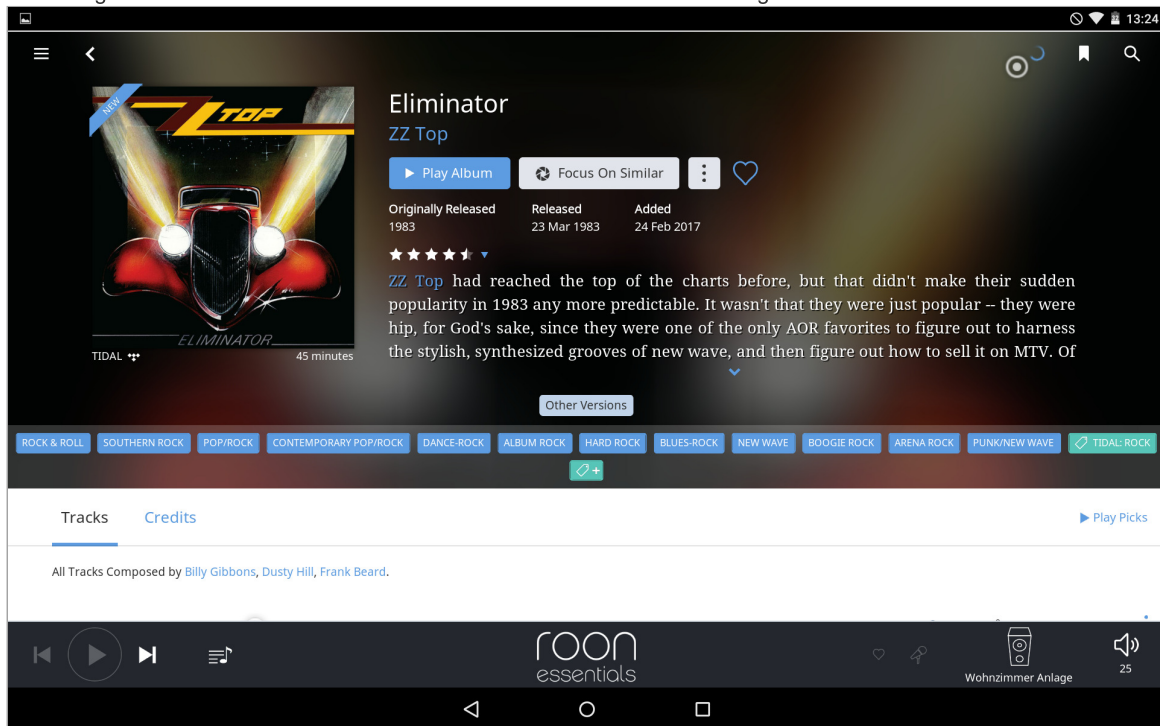 13:24
NEW
ZZ TOP
ELIMINATOR
TIDAL
45 minutes
Eliminator
ZZ Top
Play Album
Focus On Similar
Originally Released Released Added
1983 23 Mar 1983 24 Feb 2017
ZZ Top had reached the top of the charts before, but that didn't make their sudden
popularity in 1983 any more predictable. It wasn't that they were just popular -- they were
hip, for God's sake, since they were one of the only AOR favorites to figure out to harness
the stylish, synthesized grooves of new wave, and then figure out how to sell it on MTV. Of
Other Versions
ROCK & ROLL SOUTHERN ROCK POP/ROCK CONTEMPORARY POP/ROCK DANCE-ROCK ALBUM ROCK HARD ROCK BLUES-ROCK NEW WAVE BOOGIE ROCK ARENA ROCK PUNK/NEW WAVE TIDAL: ROCK
+
Tracks Credits Play Picks
All Tracks Composed by Billy Gibbons, Dusty Hill, Frank Beard.
roon
essentials
Wohnzimmer Anlage
25